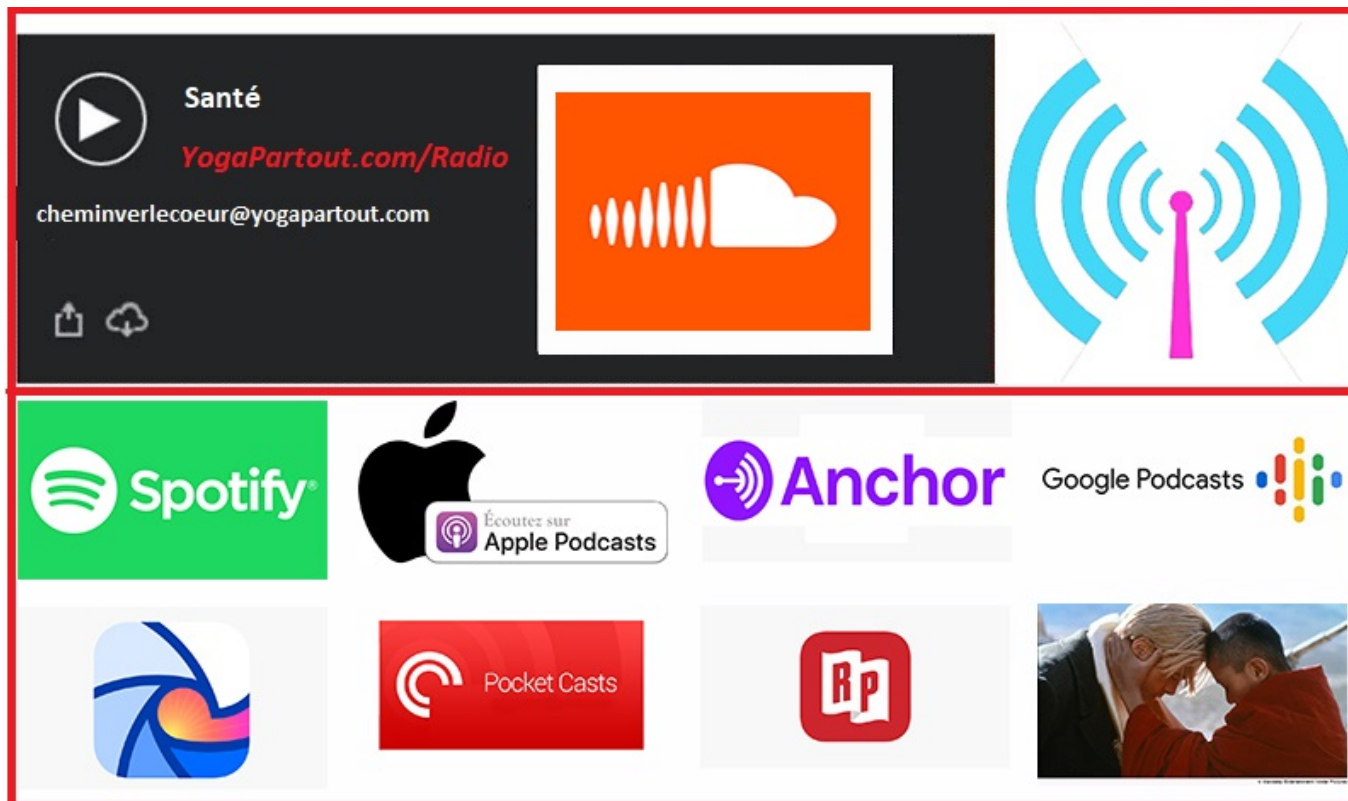 Santé
YogaPartout.com/Radio
cheminverlecoeur@yogapartout.com
Spotify®
Écoutez sur
Apple Podcasts
Anchor
Google Podcasts
Pocket Casts
RP